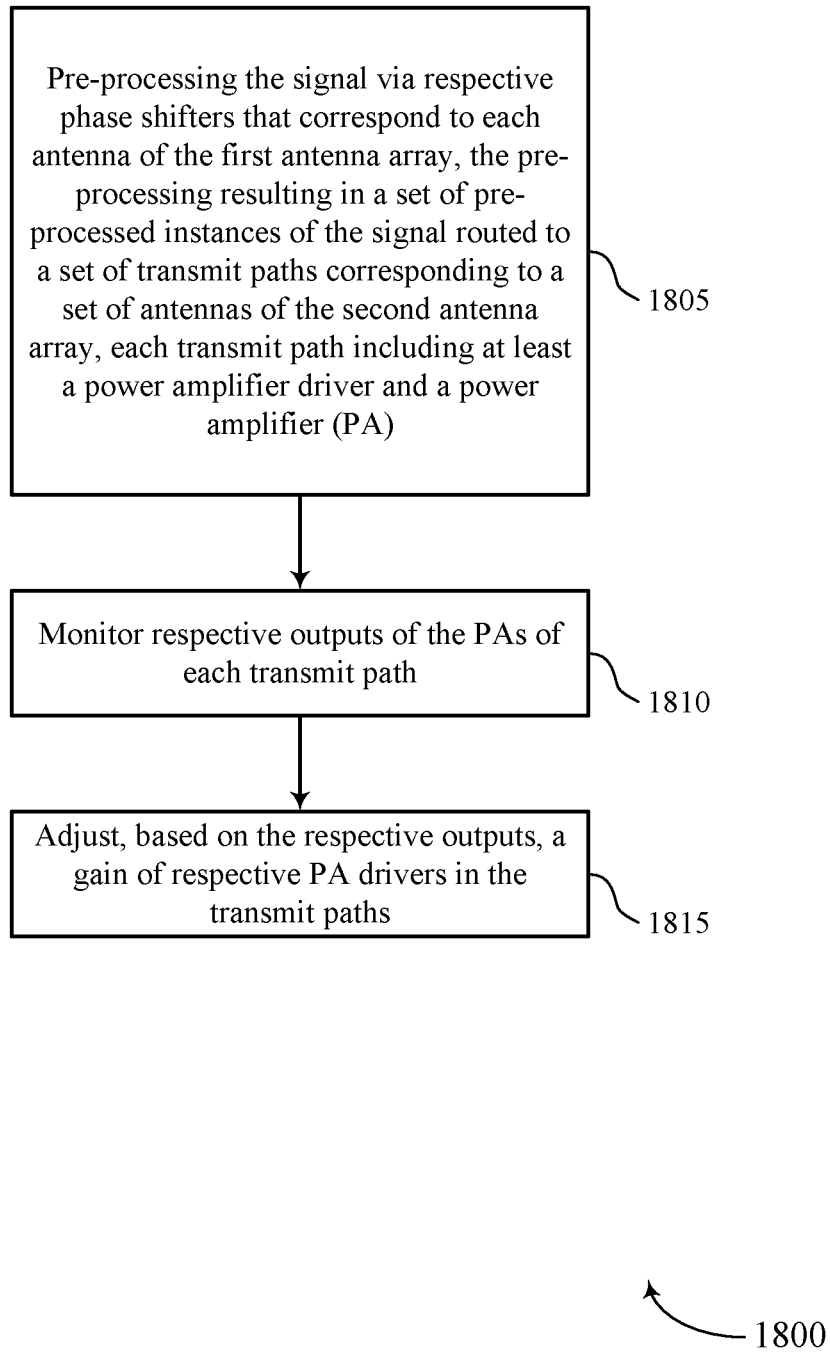 Pre-processing the signal via respective
phase shifters that correspond to each
antenna of the first antenna array, the pre-
processing resulting in a set of pre-
processed instances of the signal routed to
a set of transmit paths corresponding to a
set of antennas of the second antenna
array, each transmit path including at least
a power amplifier driver and a power
amplifier (PA)
1805
Monitor respective outputs of the PAs of
each transmit path
1810
Adjust, based on the respective outputs, a
gain of respective PA drivers in the
transmit paths
1815
1800